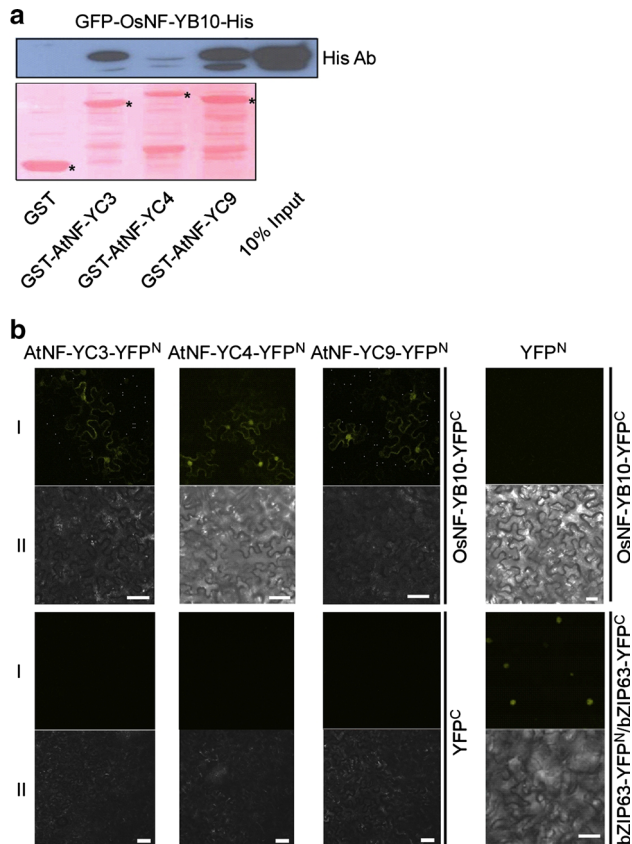 a
GFP-OsNF-YB10-His
His Ab
*
*
*
*
GST
GST-AtNF-YC3
GST-AtNF-YC4
GST-AtNF-YC9
10% Input
b
AtNF-YC3-YFPᴺ AtNF-YC4-YFPᴺ AtNF-YC9-YFPᴺ YFPᴺ
I
II
OsNF-YB10-YFPᶜ
OsNF-YB10-YFPᶜ
I
II
YFPᶜ
bZIP63-YFPᴺ/bZIP63-YFPᶜ